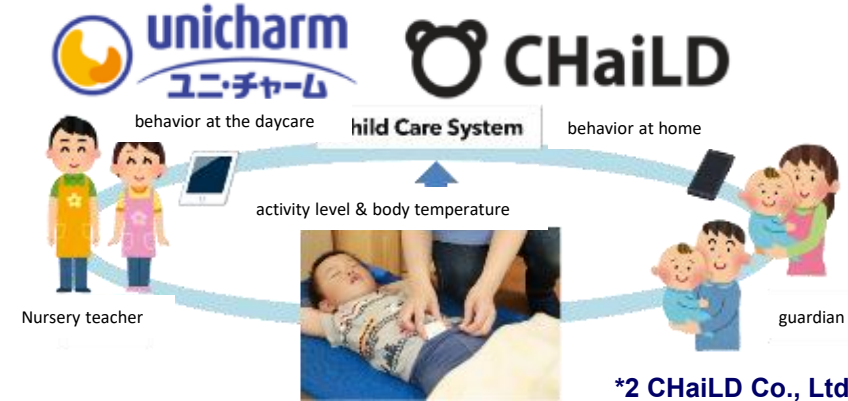 unicharm
ユニ・チャーム
CHaiLD
behavior at the daycare
hild Care System
behavior at home
activity level & body temperature
Nursery teacher
guardian
*2 CHaiLD Co., Ltd